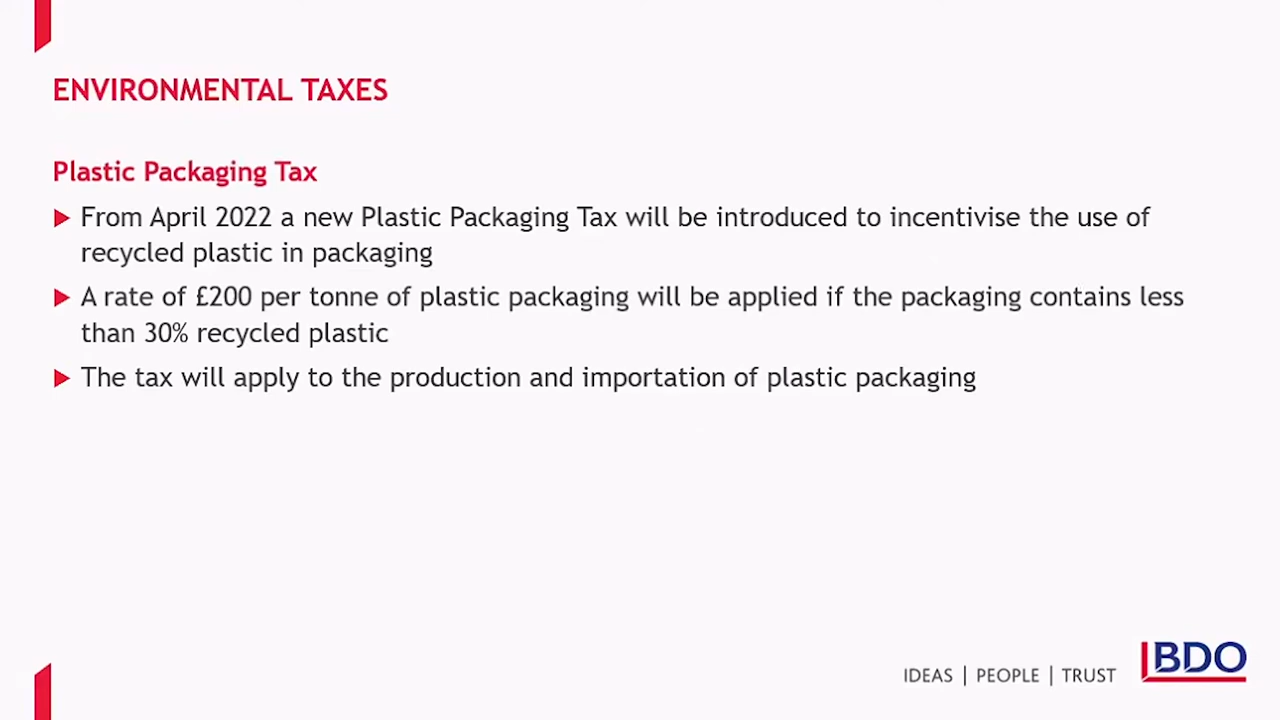 ENVIRONMENTAL TAXES
Plastic Packaging Tax
From April 2022 a new Plastic Packaging Tax will be introduced to incentivise the use of
recycled plastic in packaging
A rate of £200 per tonne of plastic packaging will be applied if the packaging contains less
than 30% recycled plastic
The tax will apply to the production and importation of plastic packaging
IDEAS | PEOPLE | TRUST
BDO